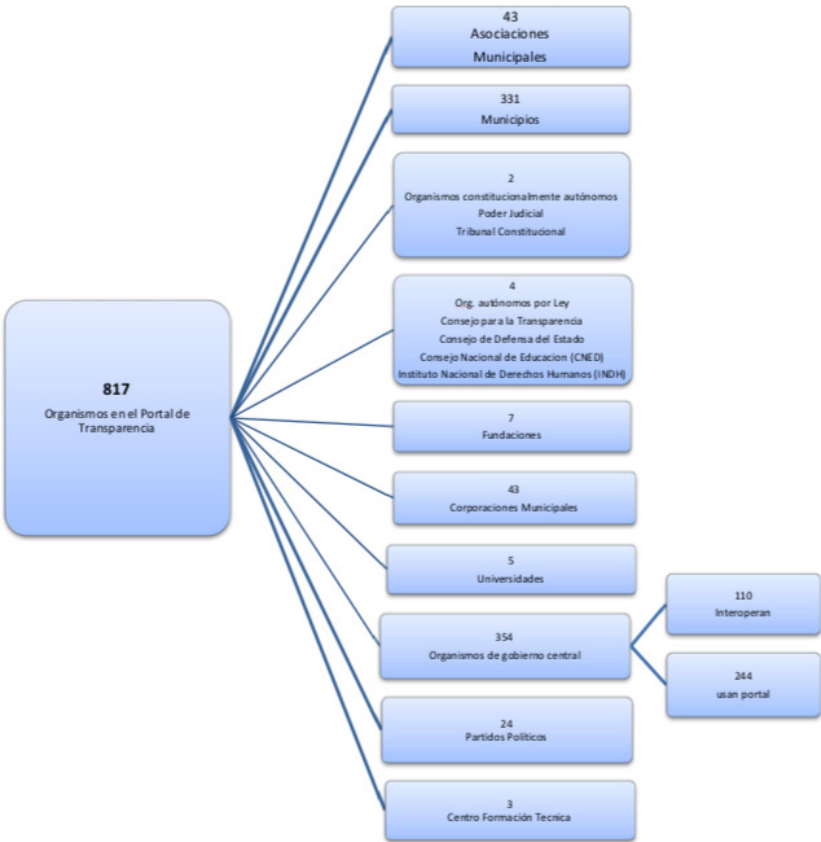 817
Organismos en el Portal de
Transparencia
43
Asociaciones
Municipales
331
Municipios
2
Organismos constitucionalmente autónomos
Poder Judicial
Tribunal Constitucional
4
Org. autónomos por Ley
Consejo para la Transparencia
Consejo de Defensa del Estado
Consejo Nacional de Educacion (CNED)
Instituto Nacional de Derechos Humanos (INDH)
7
Fundaciones
43
Corporaciones Municipales
5
Universidades
354
Organismos de gobierno central
110
Interoperan
244
usan portal
24
Partidos Políticos
3
Centro Formación Tecnica